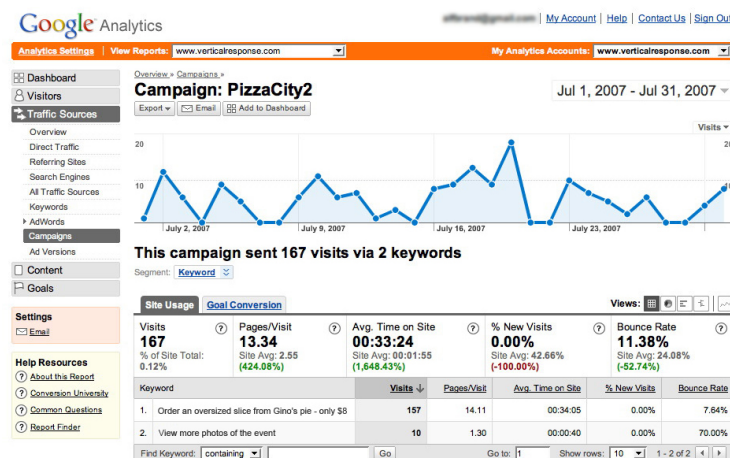 Google Analytics
My Account | Help | Contact Us | Sign Out
Analytics Settings | View Reports: www.verticalresponse.com My Analytics Accounts: www.verticalresponse.com
Dashboard
Visitors
Traffic Sources
Overview
Direct Traffic
Referring Sites
Search Engines
All Traffic Sources
Keywords
AdWords
Campaigns
Ad Versions
Content
Goals
Settings
Email
Help Resources
About this Report
Conversion University
Common Questions
Report Finder
Overview » Campaigns »
Campaign: PizzaCity2
Jul 1, 2007 - Jul 31, 2007
Export Email Add to Dashboard
Visits
20 20
10 10
July 2, 2007 July 9, 2007 July 16, 2007 July 23, 2007
This campaign sent 167 visits via 2 keywords
Segment: Keyword
Site Usage Goal Conversion Views:
Visits ? Pages/Visit ? Avg. Time on Site ? % New Visits ? Bounce Rate ?
167 13.34 00:33:24 0.00% 11.38%
% of Site Total: Site Avg: 2.55 Site Avg: 00:01:55 Site Avg: 42.66% Site Avg: 24.08%
0.12% (424.08%) (1,648.43%) (-100.00%) (-52.74%)
Keyword Visits ↓ Pages/Visit Avg. Time on Site % New Visits Bounce Rate
1. Order an oversized slice from Gino's pie - only $8 157 14.11 00:34:05 0.00% 7.64%
2. View more photos of the event 10 1.30 00:00:40 0.00% 70.00%
Find Keyword: containing Go Go to: 1 Show rows: 10 1 - 2 of 2